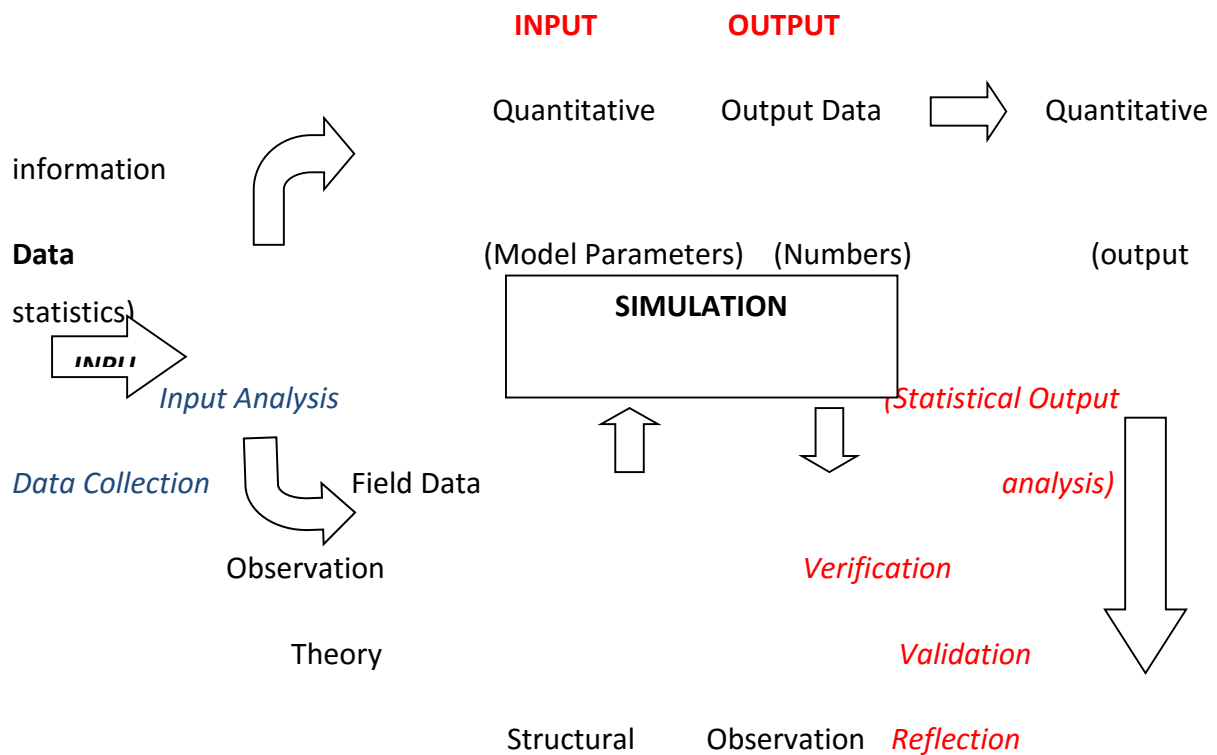 INPUT OUTPUT
Quantitative Output Data Quantitative
information
Data (Model Parameters) (Numbers) (output
statistics)
SIMULATION
Input Analysis (Statistical Output
Data Collection Field Data analysis)
Observation Verification
Theory Validation
Structural Observation Reflection